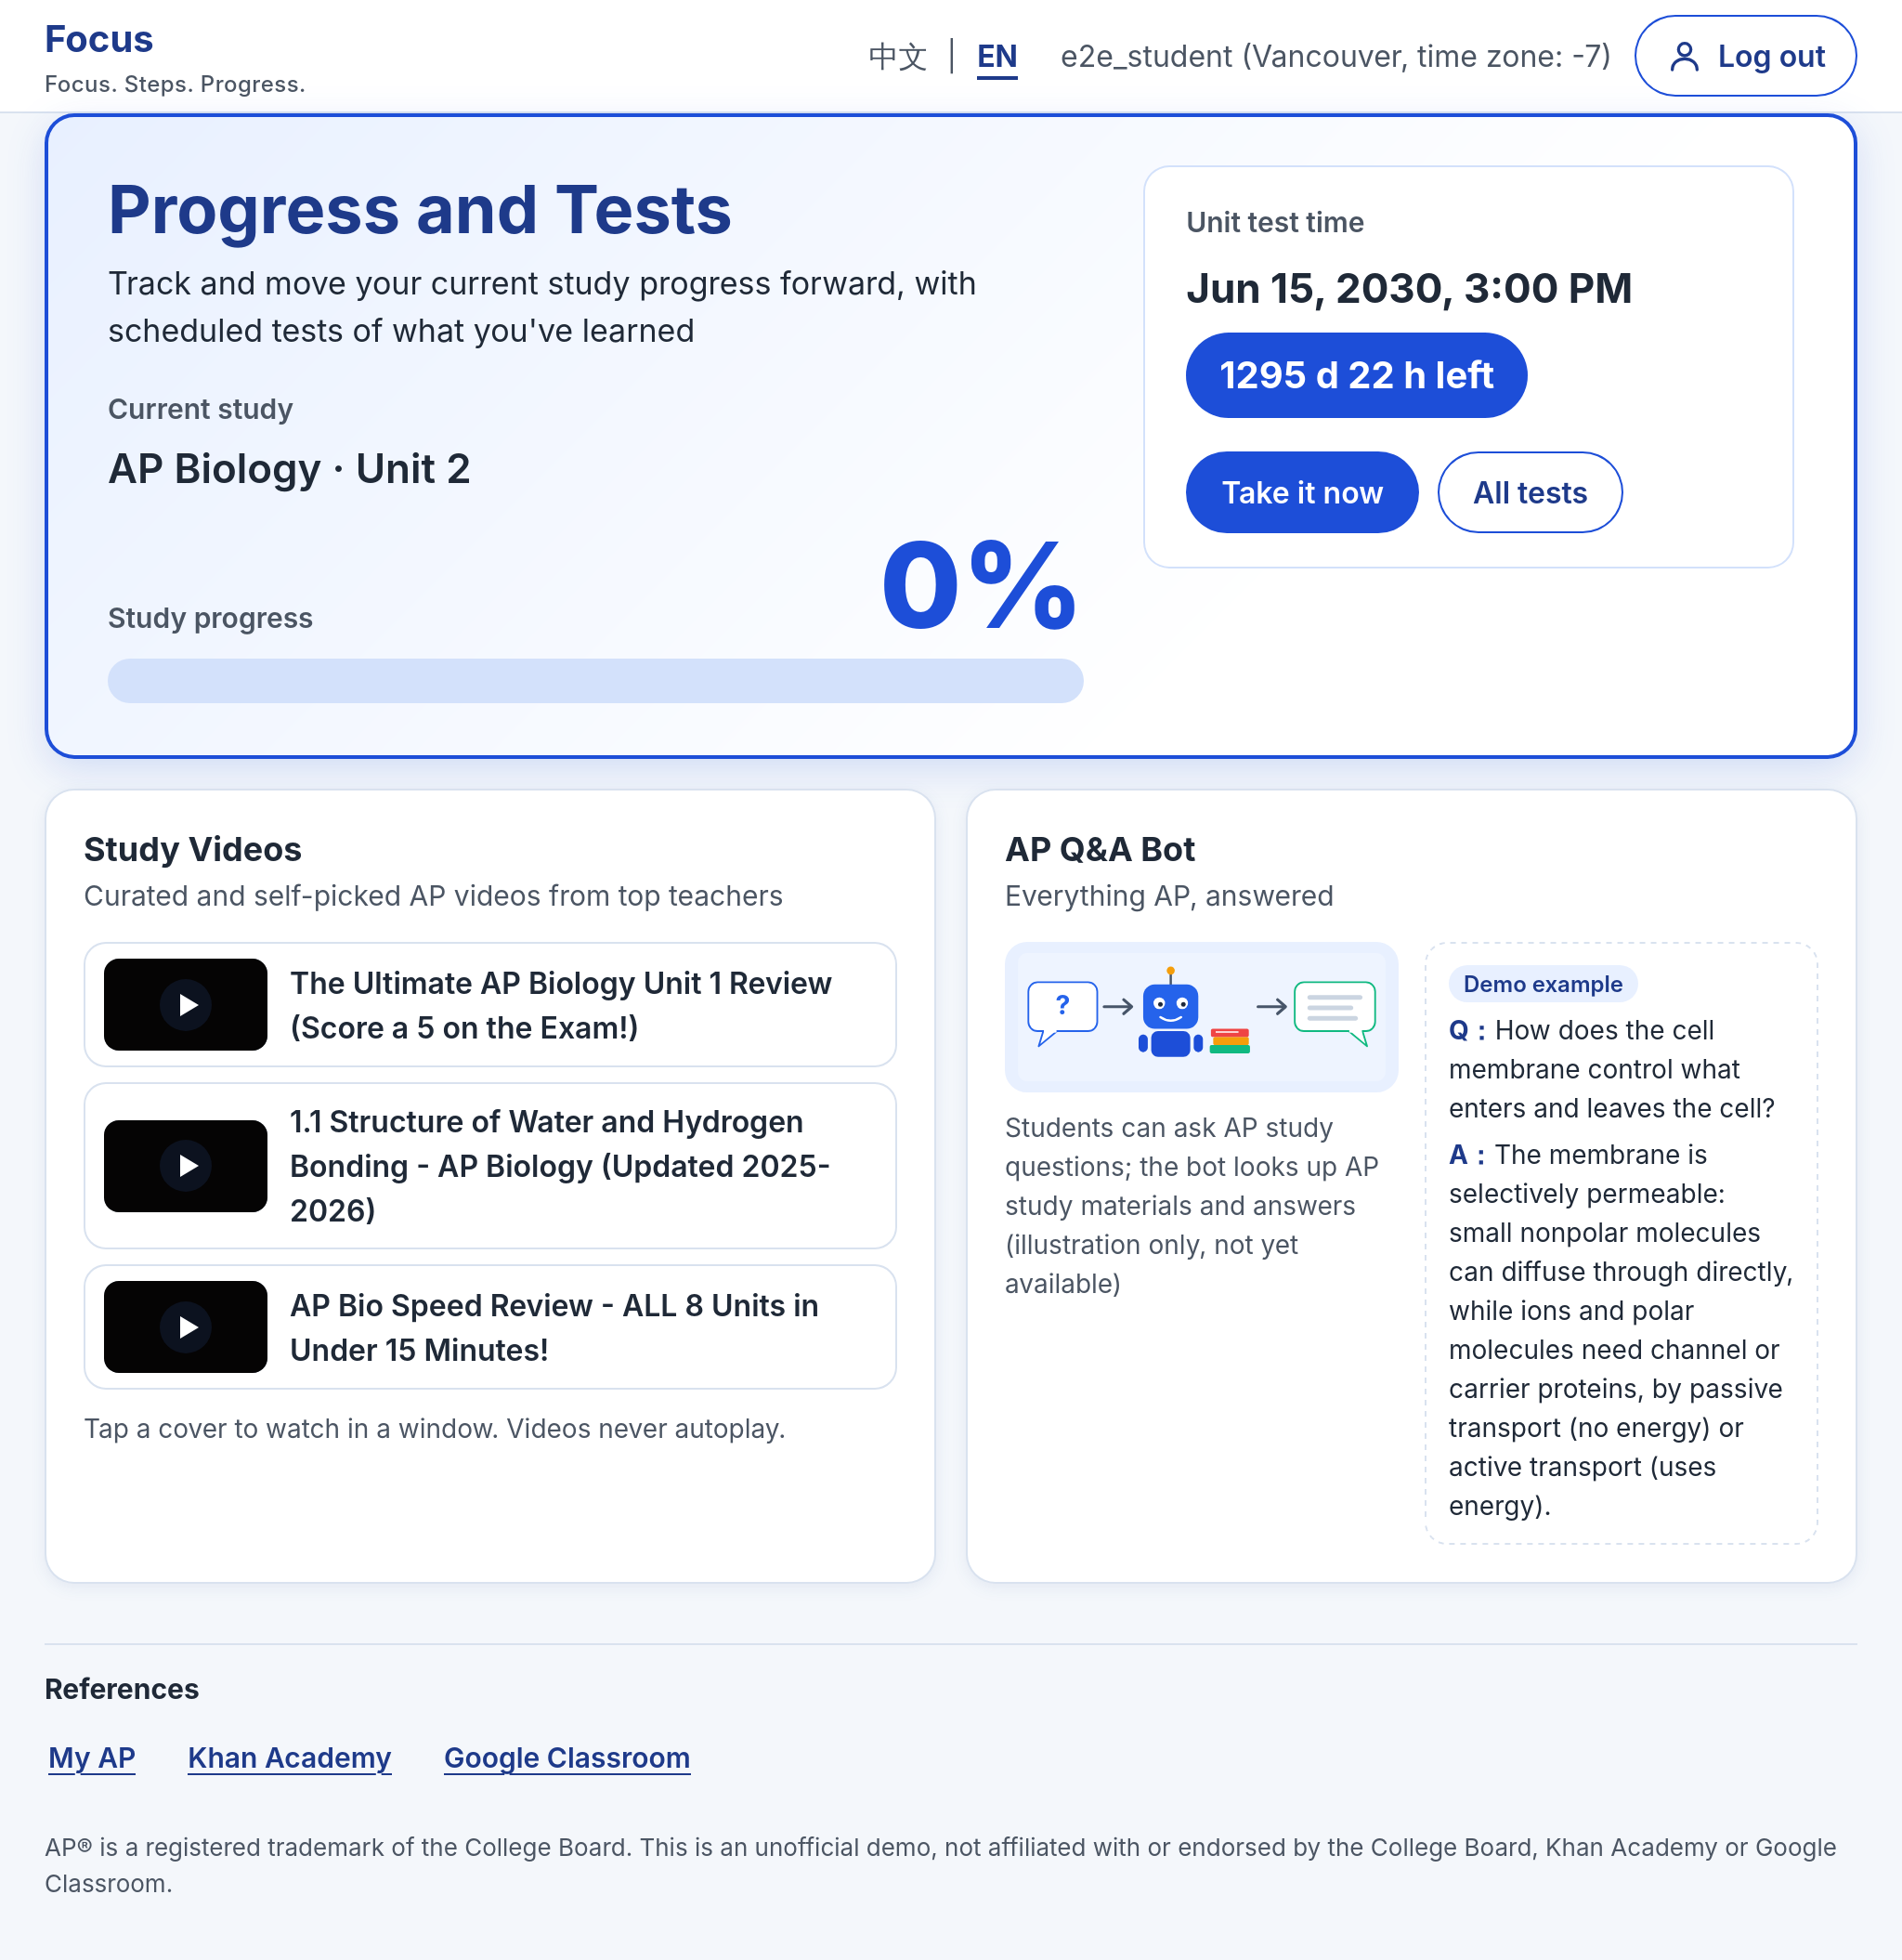 Focus
Focus. Steps. Progress.
中文 | EN
e2e_student (Vancouver, time zone: -7)
Log out
Progress and Tests
Track and move your current study progress forward, with
scheduled tests of what you've learned
Current study
AP Biology · Unit 2
Study progress
0%
Unit test time
Jun 15, 2030, 3:00 PM
1295 d 22 h left
Take it now
All tests
Study Videos
Curated and self-picked AP videos from top teachers
The Ultimate AP Biology Unit 1 Review
(Score a 5 on the Exam!)
1.1 Structure of Water and Hydrogen
Bonding - AP Biology (Updated 2025-
2026)
AP Bio Speed Review - ALL 8 Units in
Under 15 Minutes!
Tap a cover to watch in a window. Videos never autoplay.
AP Q&A Bot
Everything AP, answered
?
Students can ask AP study
questions; the bot looks up AP
study materials and answers
(illustration only, not yet
available)
Demo example
Q：How does the cell
membrane control what
enters and leaves the cell?
A：The membrane is
selectively permeable:
small nonpolar molecules
can diffuse through directly,
while ions and polar
molecules need channel or
carrier proteins, by passive
transport (no energy) or
active transport (uses
energy).
References
My AP
Khan Academy
Google Classroom
AP® is a registered trademark of the College Board. This is an unofficial demo, not affiliated with or endorsed by the College Board, Khan Academy or Google
Classroom.